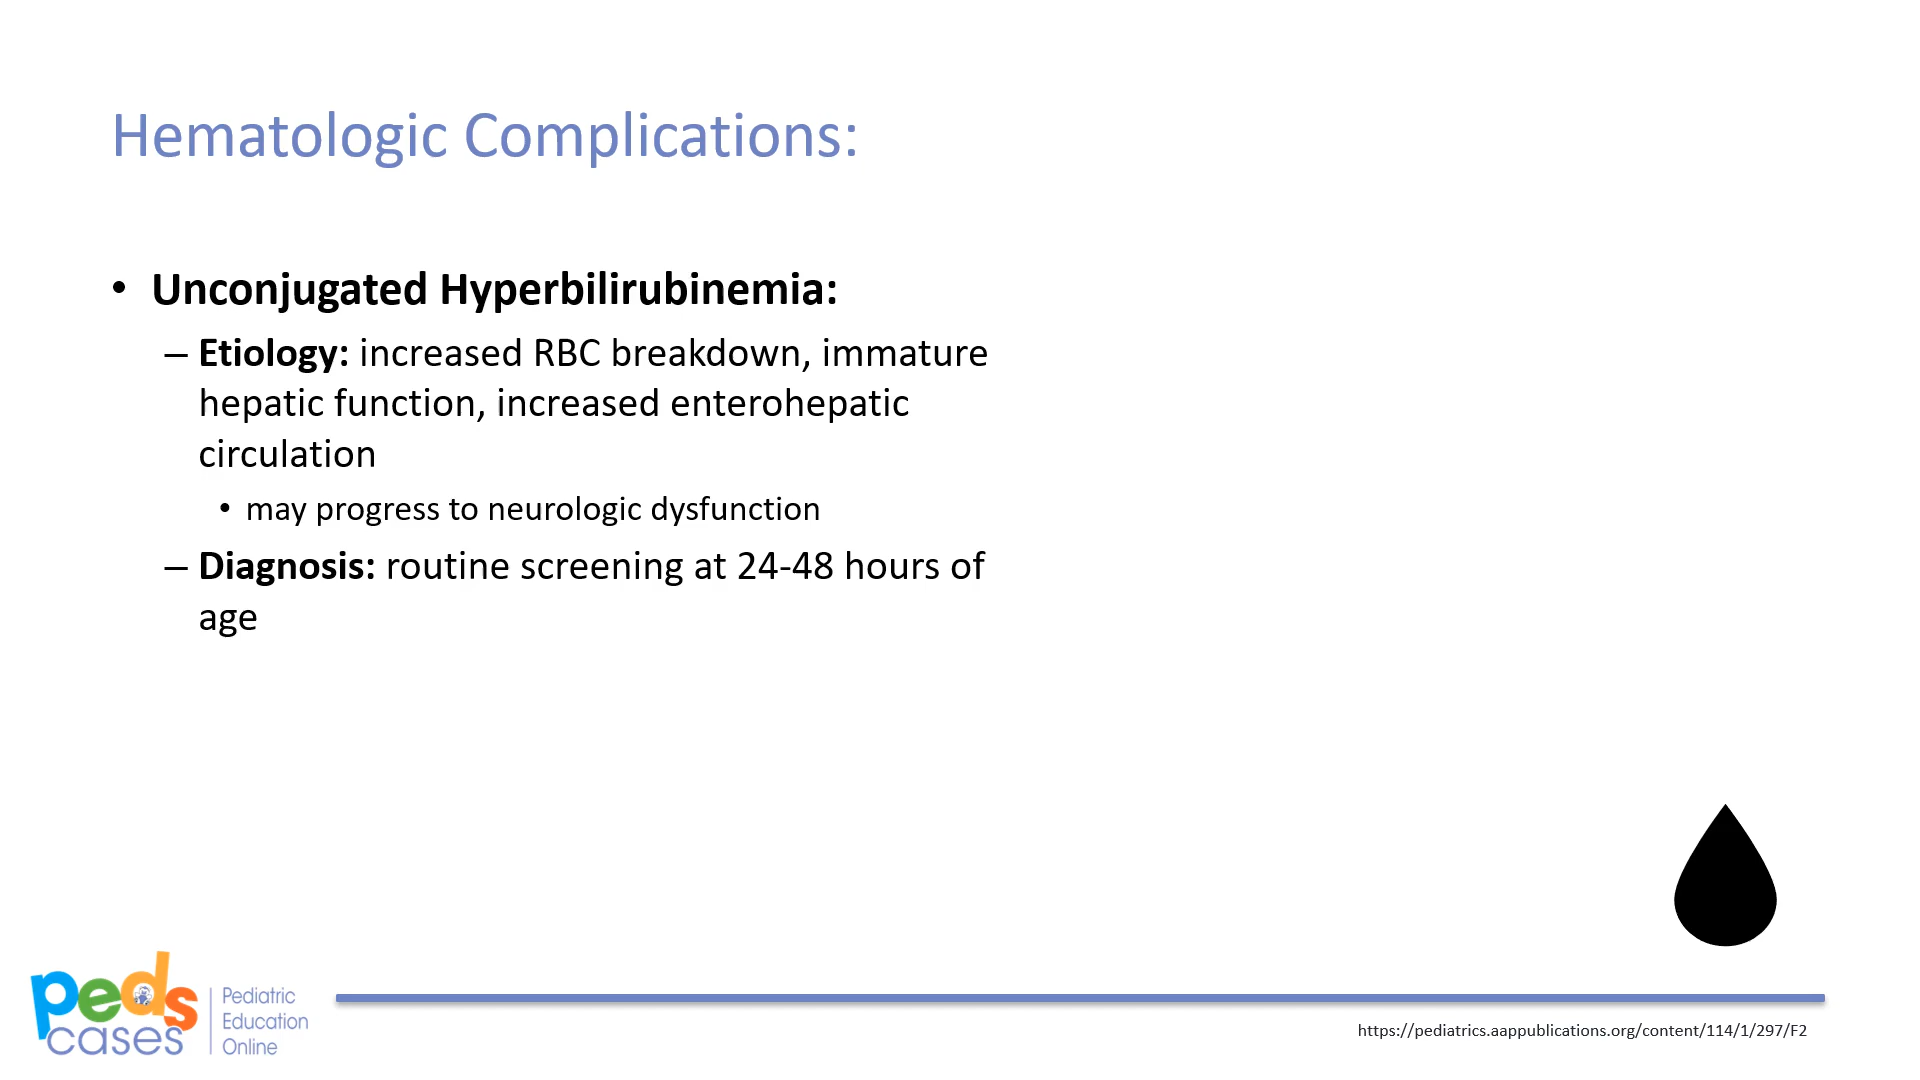 Hematologic Complications:
• Unconjugated Hyperbilirubinemia:
– Etiology: increased RBC breakdown, immature
hepatic function, increased enterohepatic
circulation
• may progress to neurologic dysfunction
– Diagnosis: routine screening at 24-48 hours of
age
peds
cases
Pediatric
Education
Online
https://pediatrics.aappublications.org/content/114/1/297/F2